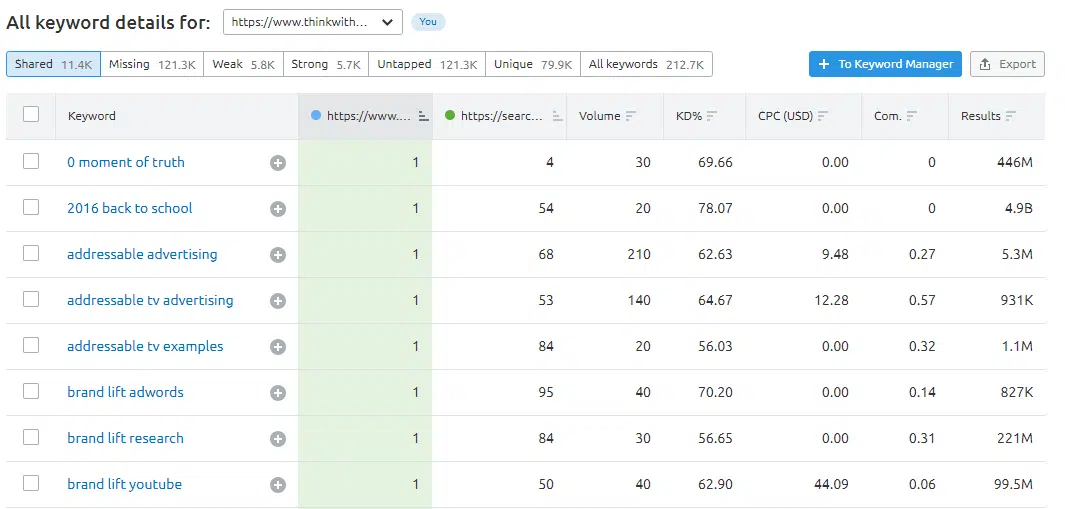 All keyword details for: https://www.thinkwith... You
Shared 11.4K Missing 121.3K Weak 5.8K Strong 5.7K Untapped 121.3K Unique 79.9K All keywords 212.7K + To Keyword Manager Export
Keyword https://www.... https://searc... Volume KD% CPC (USD) Com. Results
0 moment of truth 1 4 30 69.66 0.00 0 446M
2016 back to school 1 54 20 78.07 0.00 0 4.9B
addressable advertising 1 68 210 62.63 9.48 0.27 5.3M
addressable tv advertising 1 53 140 64.67 12.28 0.57 931K
addressable tv examples 1 84 20 56.03 0.00 0.32 1.1M
brand lift adwords 1 95 40 70.20 0.00 0.14 827K
brand lift research 1 84 30 56.65 0.00 0.31 221M
brand lift youtube 1 50 40 62.90 44.09 0.06 99.5M